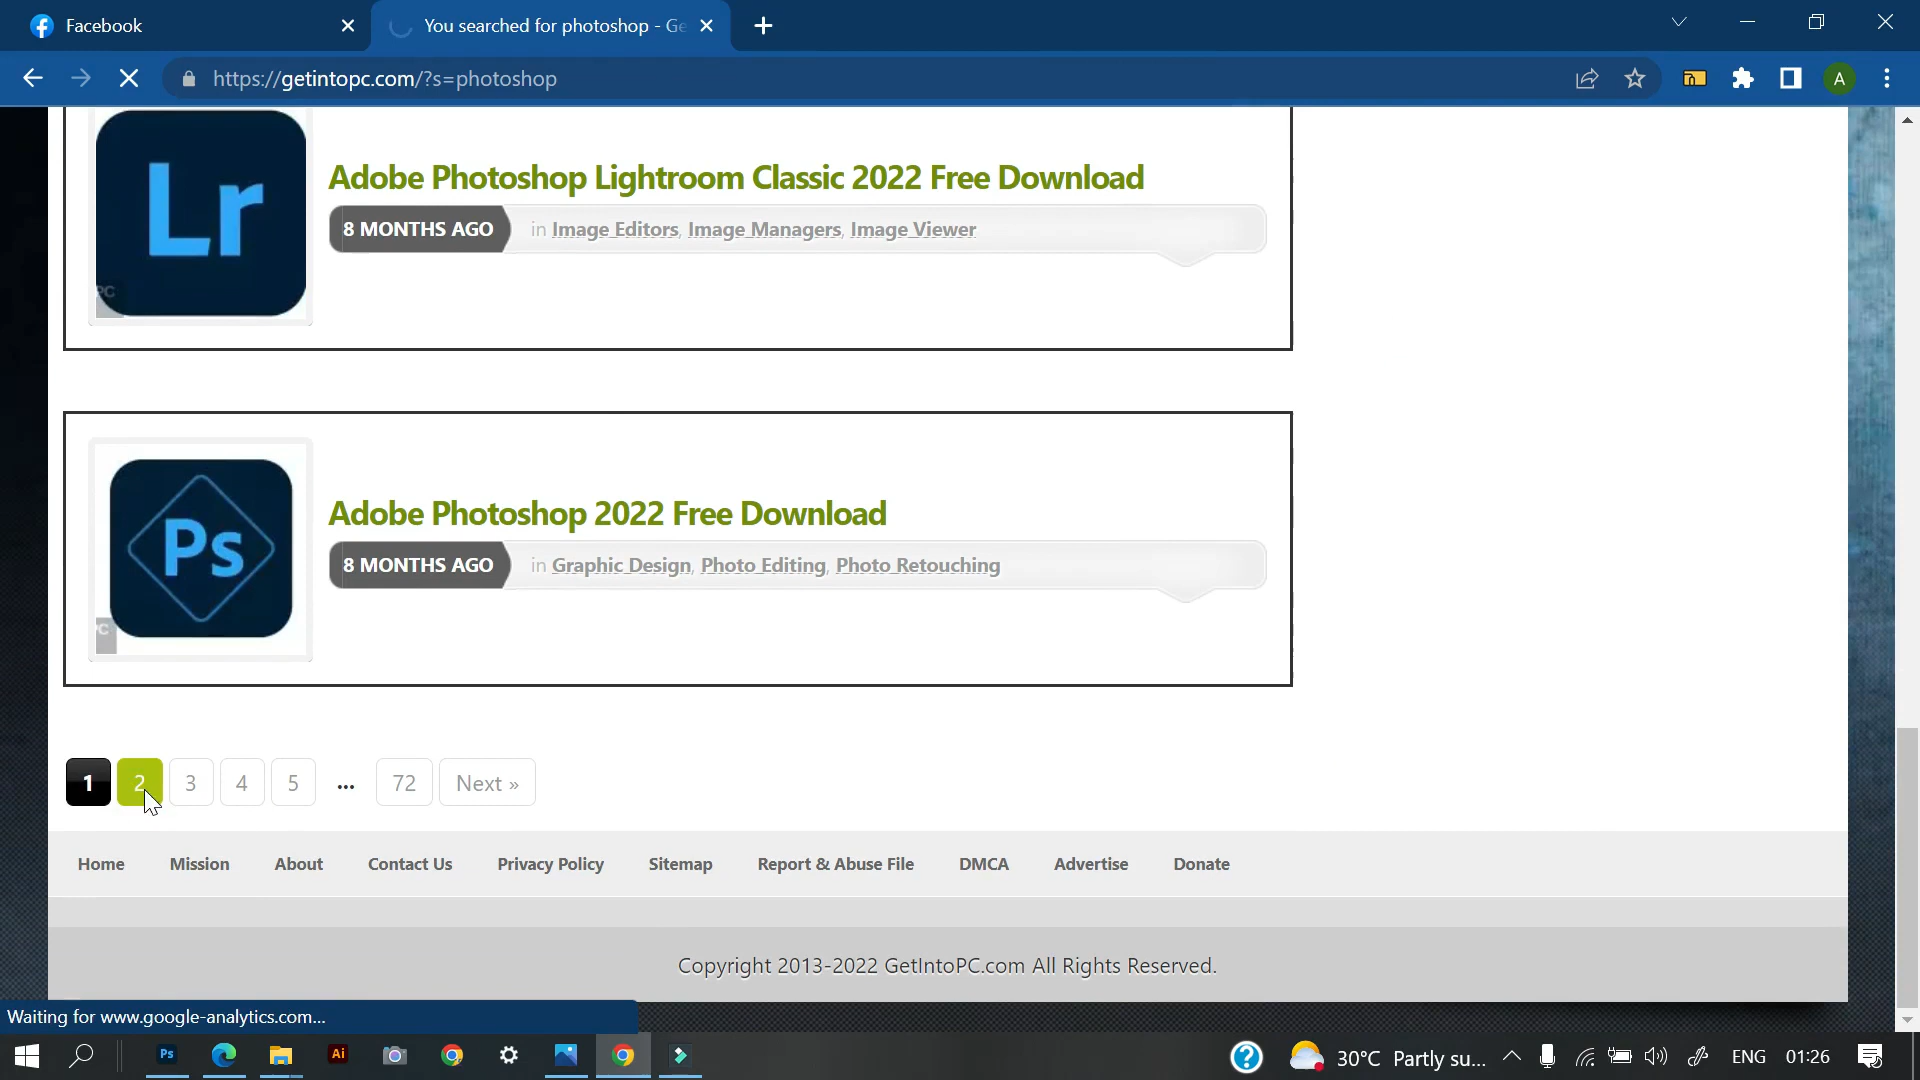 Facebook
You searched for photoshop - Ge
https://getintopc.com/?s=photoshop
A
Lr
PC
Adobe Photoshop Lightroom Classic 2022 Free Download
8 MONTHS AGO in Image Editors, Image Managers, Image Viewer
Ps
Adobe Photoshop 2022 Free Download
8 MONTHS AGO in Graphic Design, Photo Editing, Photo Retouching
1 2 3 4 5 ... 72 Next »
Home Mission About Contact Us Privacy Policy Sitemap Report & Abuse File DMCA Advertise Donate
Copyright 2013-2022 GetIntoPC.com All Rights Reserved.
Waiting for www.google-analytics.com...
Ps Ai 30°C Partly su... ENG 01:26